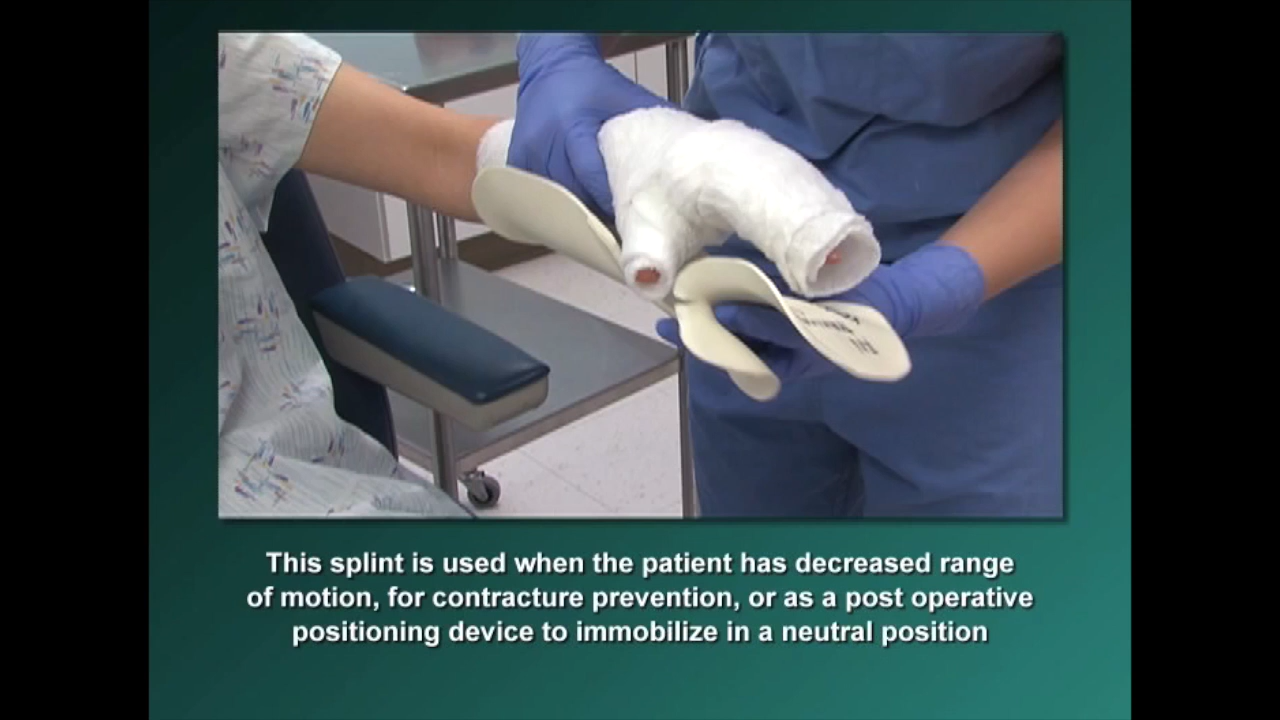 This splint is used when the patient has decreased range
of motion, for contracture prevention, or as a post operative
positioning device to immobilize in a neutral position